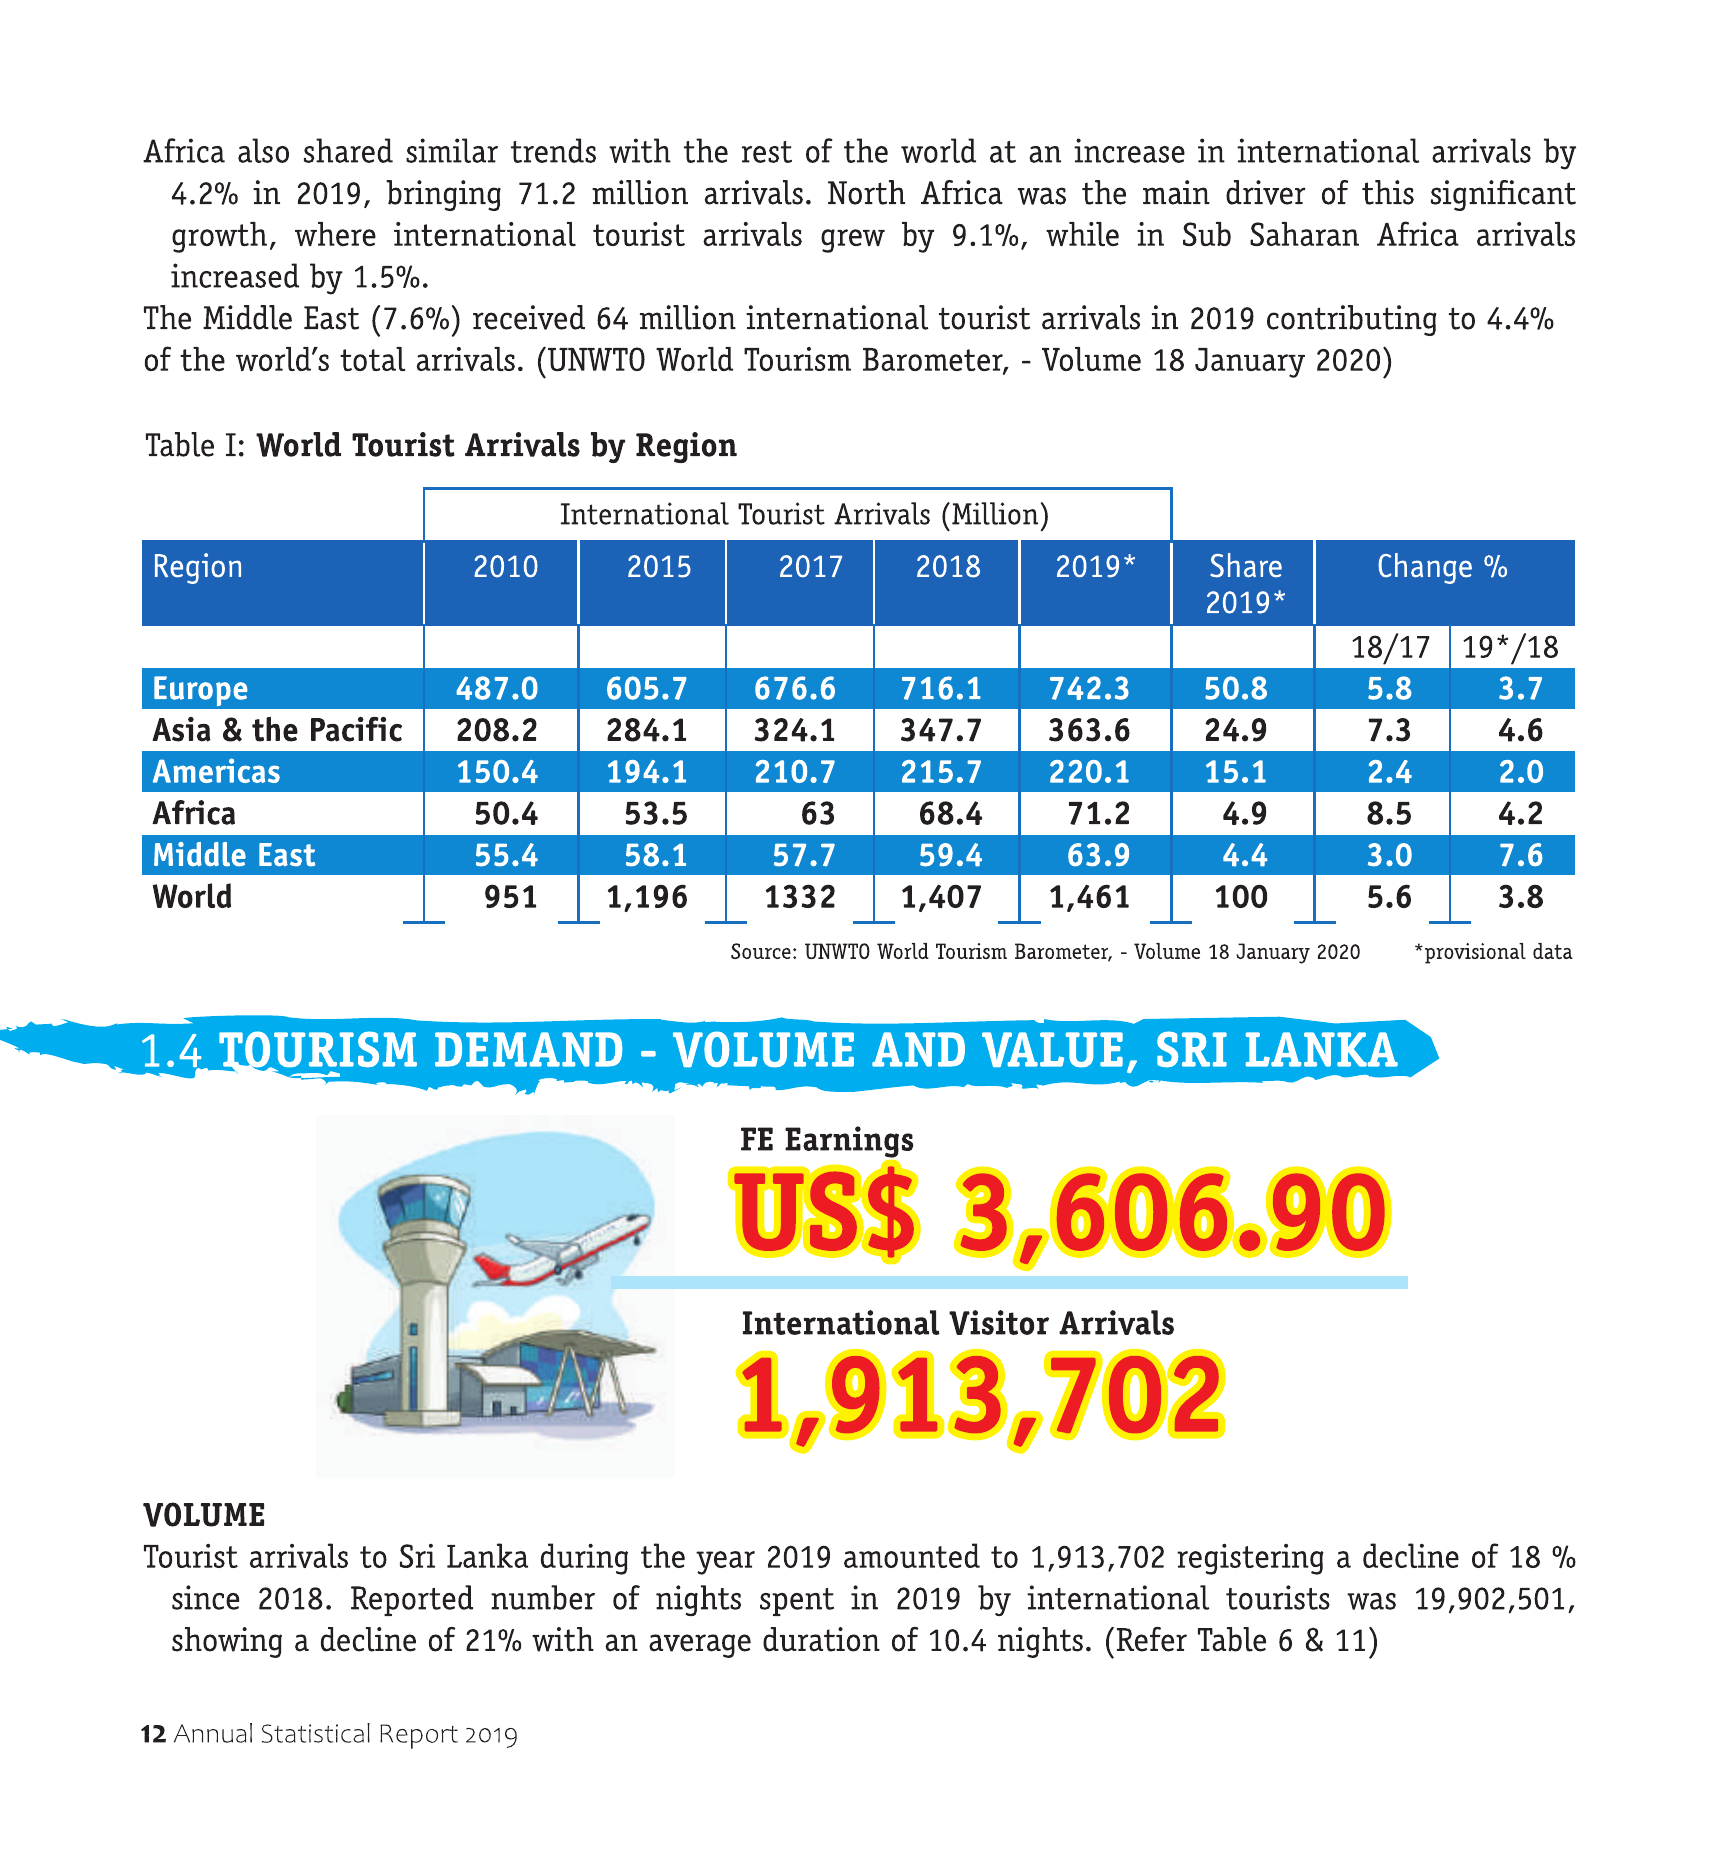 Africa also shared similar trends with the rest of the world at an increase in international arrivals by
4.2% in 2019, bringing 71.2 million arrivals. North Africa was the main driver of this significant
growth, where international tourist arrivals grew by 9.1%, while in Sub Saharan Africa arrivals
increased by 1.5%.
The Middle East (7.6%) received 64 million international tourist arrivals in 2019 contributing to 4.4%
of the world's total arrivals. (UNWTO World Tourism Barometer, - Volume 18 January 2020)
Table I: World Tourist Arrivals by Region
International Tourist Arrivals (Million)
Region 2010 2015 2017 2018 2019* Share Change %
2019*
18/17 19*/18
Europe 487.0 605.7 676.6 716.1 742.3 50.8 5.8 3.7
Asia & the Pacific 208.2 284.1 324.1 347.7 363.6 24.9 7.3 4.6
Americas 150.4 194.1 210.7 215.7 220.1 15.1 2.4 2.0
Africa 50.4 53.5 63 68.4 71.2 4.9 8.5 4.2
Middle East 55.4 58.1 57.7 59.4 63.9 4.4 3.0 7.6
World 951 1,196 1332 1,407 1,461 100 5.6 3.8
Source: UNWTO World Tourism Barometer, - Volume 18 January 2020 *provisional data
1.4 TOURISM DEMAND - VOLUME AND VALUE, SRI LANKA
FE Earnings
US$ 3,606.90
International Visitor Arrivals
1,913,702
VOLUME
Tourist arrivals to Sri Lanka during the year 2019 amounted to 1,913,702 registering a decline of 18 %
since 2018. Reported number of nights spent in 2019 by international tourists was 19,902,501,
showing a decline of 21% with an average duration of 10.4 nights. (Refer Table 6 & 11)
12 Annual Statistical Report 2019